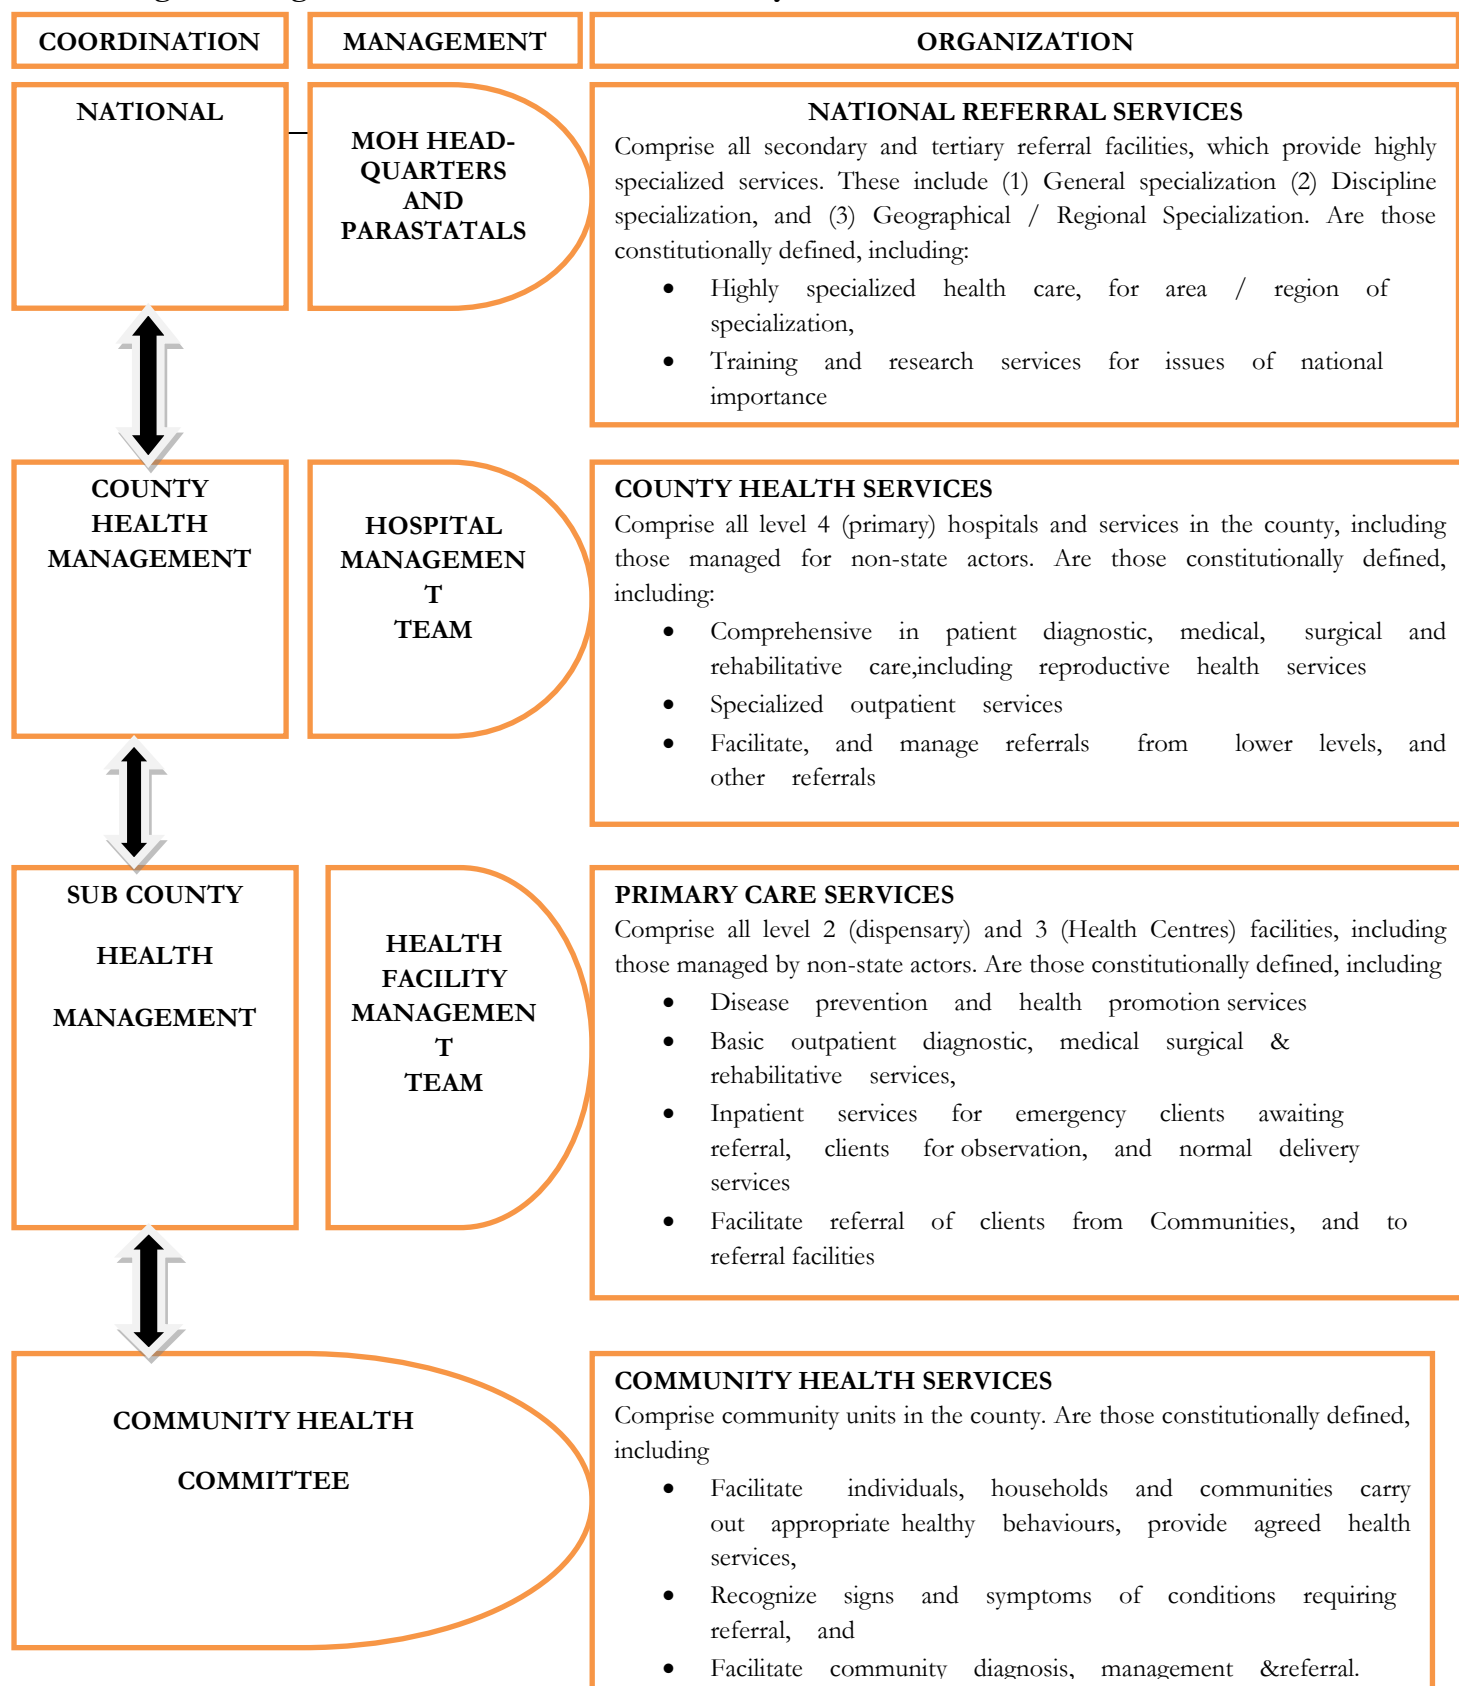 COORDINATION
MANAGEMENT
ORGANIZATION
NATIONAL
MOH HEAD-
QUARTERS
AND
PARASTATALS
NATIONAL REFERRAL SERVICES
Comprise all secondary and tertiary referral facilities, which provide highly
specialized services. These include (1) General specialization (2) Discipline
specialization, and (3) Geographical / Regional Specialization. Are those
constitutionally defined, including:
• Highly specialized health care, for area / region of
specialization,
• Training and research services for issues of national
importance
COUNTY
HEALTH
MANAGEMENT
HOSPITAL
MANAGEMEN
T
TEAM
COUNTY HEALTH SERVICES
Comprise all level 4 (primary) hospitals and services in the county, including
those managed for non-state actors. Are those constitutionally defined,
including:
• Comprehensive in patient diagnostic, medical, surgical and
rehabilitative care,including reproductive health services
• Specialized outpatient services
• Facilitate, and manage referrals from lower levels, and
other referrals
SUB COUNTY
HEALTH
MANAGEMENT
HEALTH
FACILITY
MANAGEMEN
T
TEAM
PRIMARY CARE SERVICES
Comprise all level 2 (dispensary) and 3 (Health Centres) facilities, including
those managed by non-state actors. Are those constitutionally defined, including
• Disease prevention and health promotion services
• Basic outpatient diagnostic, medical surgical &
rehabilitative services,
• Inpatient services for emergency clients awaiting
referral, clients for observation, and normal delivery
services
• Facilitate referral of clients from Communities, and to
referral facilities
COMMUNITY HEALTH
COMMITTEE
COMMUNITY HEALTH SERVICES
Comprise community units in the county. Are those constitutionally defined,
including
• Facilitate individuals, households and communities carry
out appropriate healthy behaviours, provide agreed health
services,
• Recognize signs and symptoms of conditions requiring
referral, and
• Facilitate community diagnosis, management &referral.